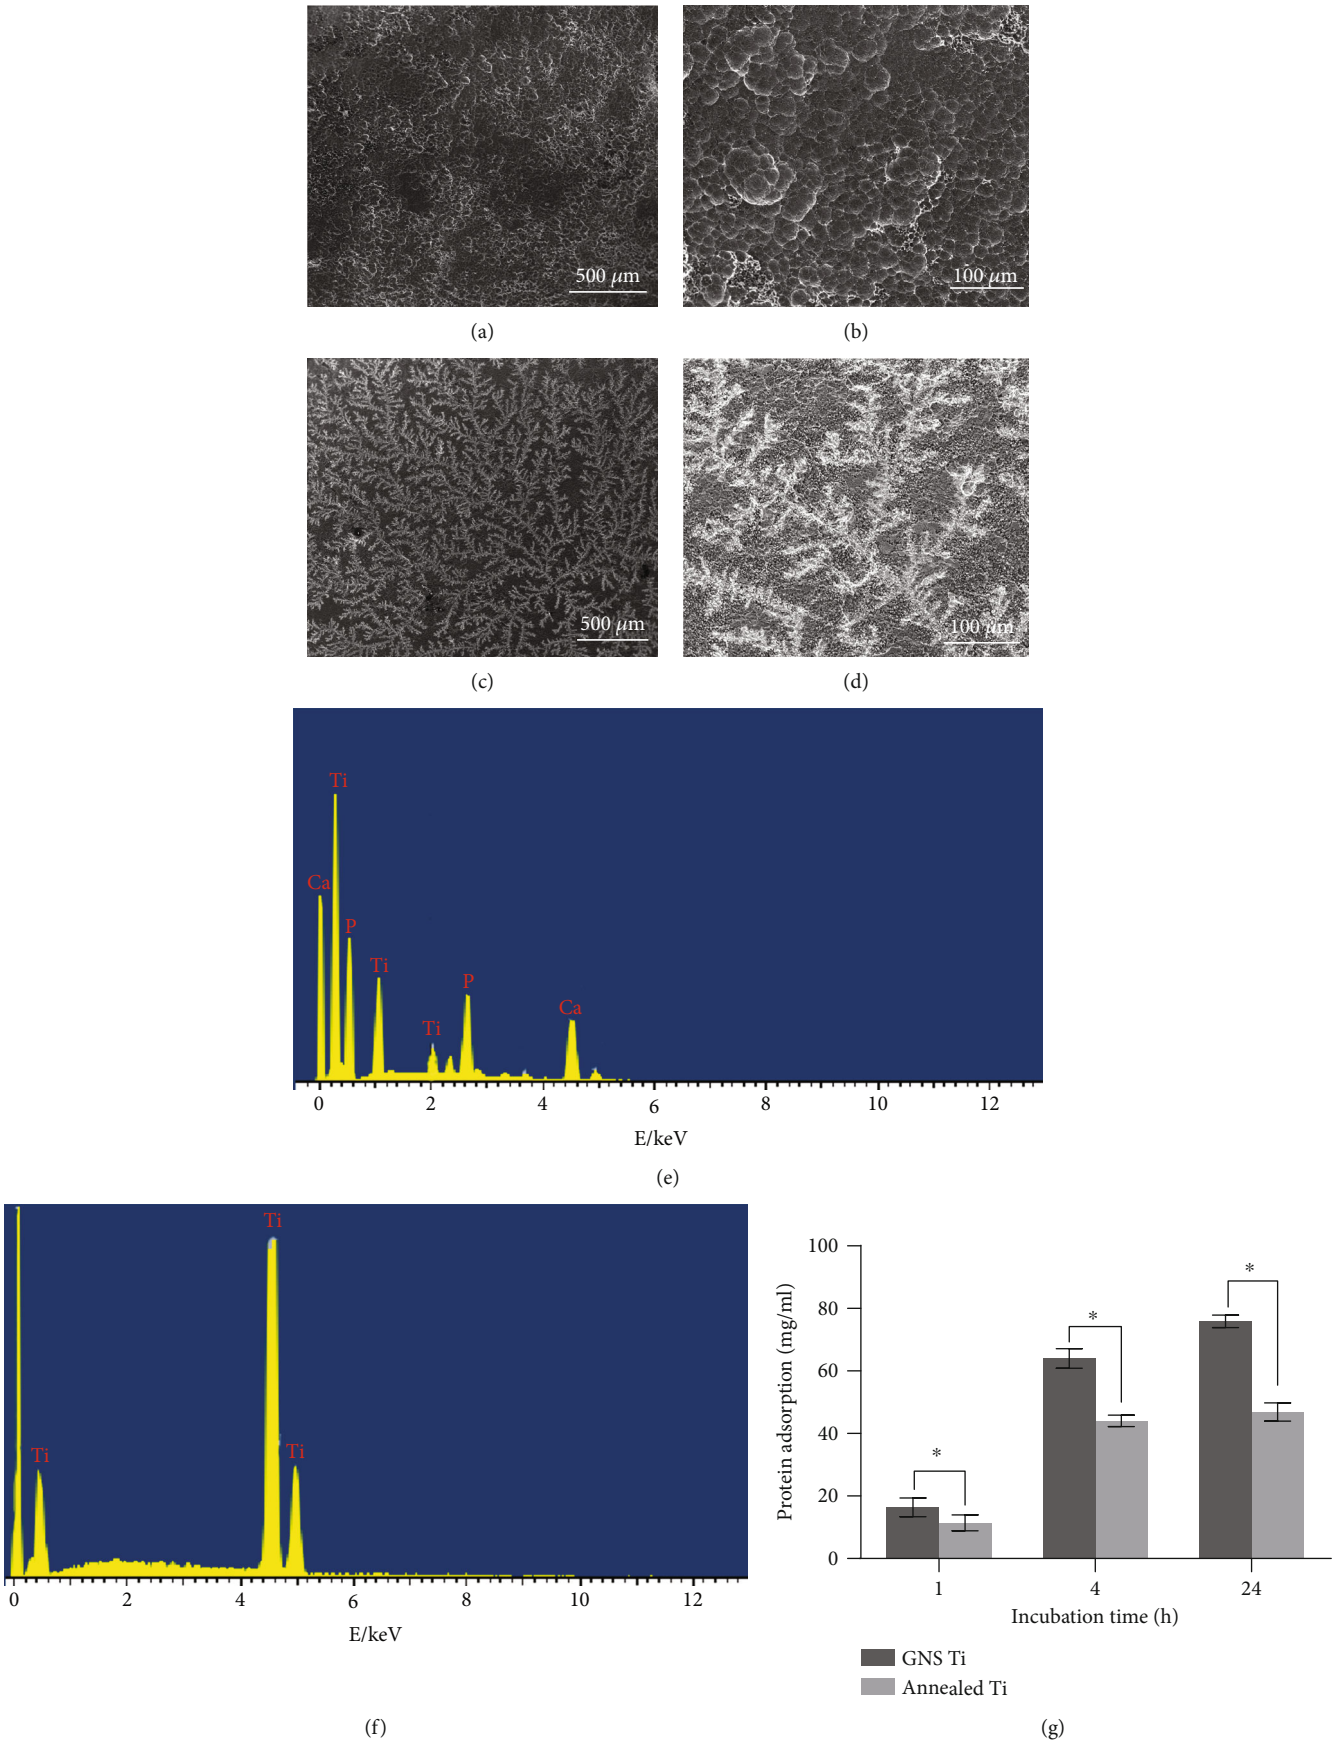 500 μm
100 μm
(a)
(b)
500 μm
100 μm
(c)
(d)
Ti
Ca
P
Ti
P
Ti
Ca
0 2 4 6 8 10 12
E/keV
(e)
Ti
Ti
Ti
0 2 4 6 8 10 12
E/keV
(f)
100
80
60
40
20
0
Protein adsorption (mg/ml)
*
*
*
1 4 24
Incubation time (h)
GNS Ti
Annealed Ti
(g)